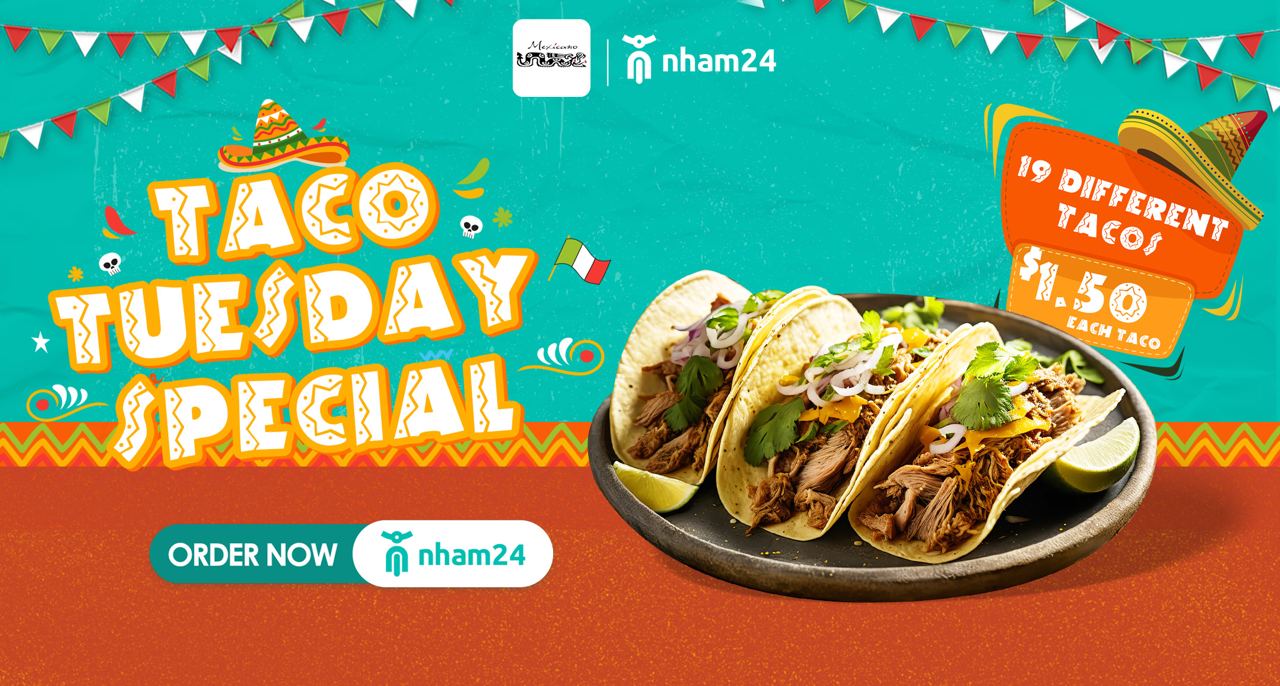 Mexicano
nham24
TACO
TUESDAY
SPECIAL
19 DIFFERENT
TACOS
$1.50
EACH TACO
ORDER NOW
nham24